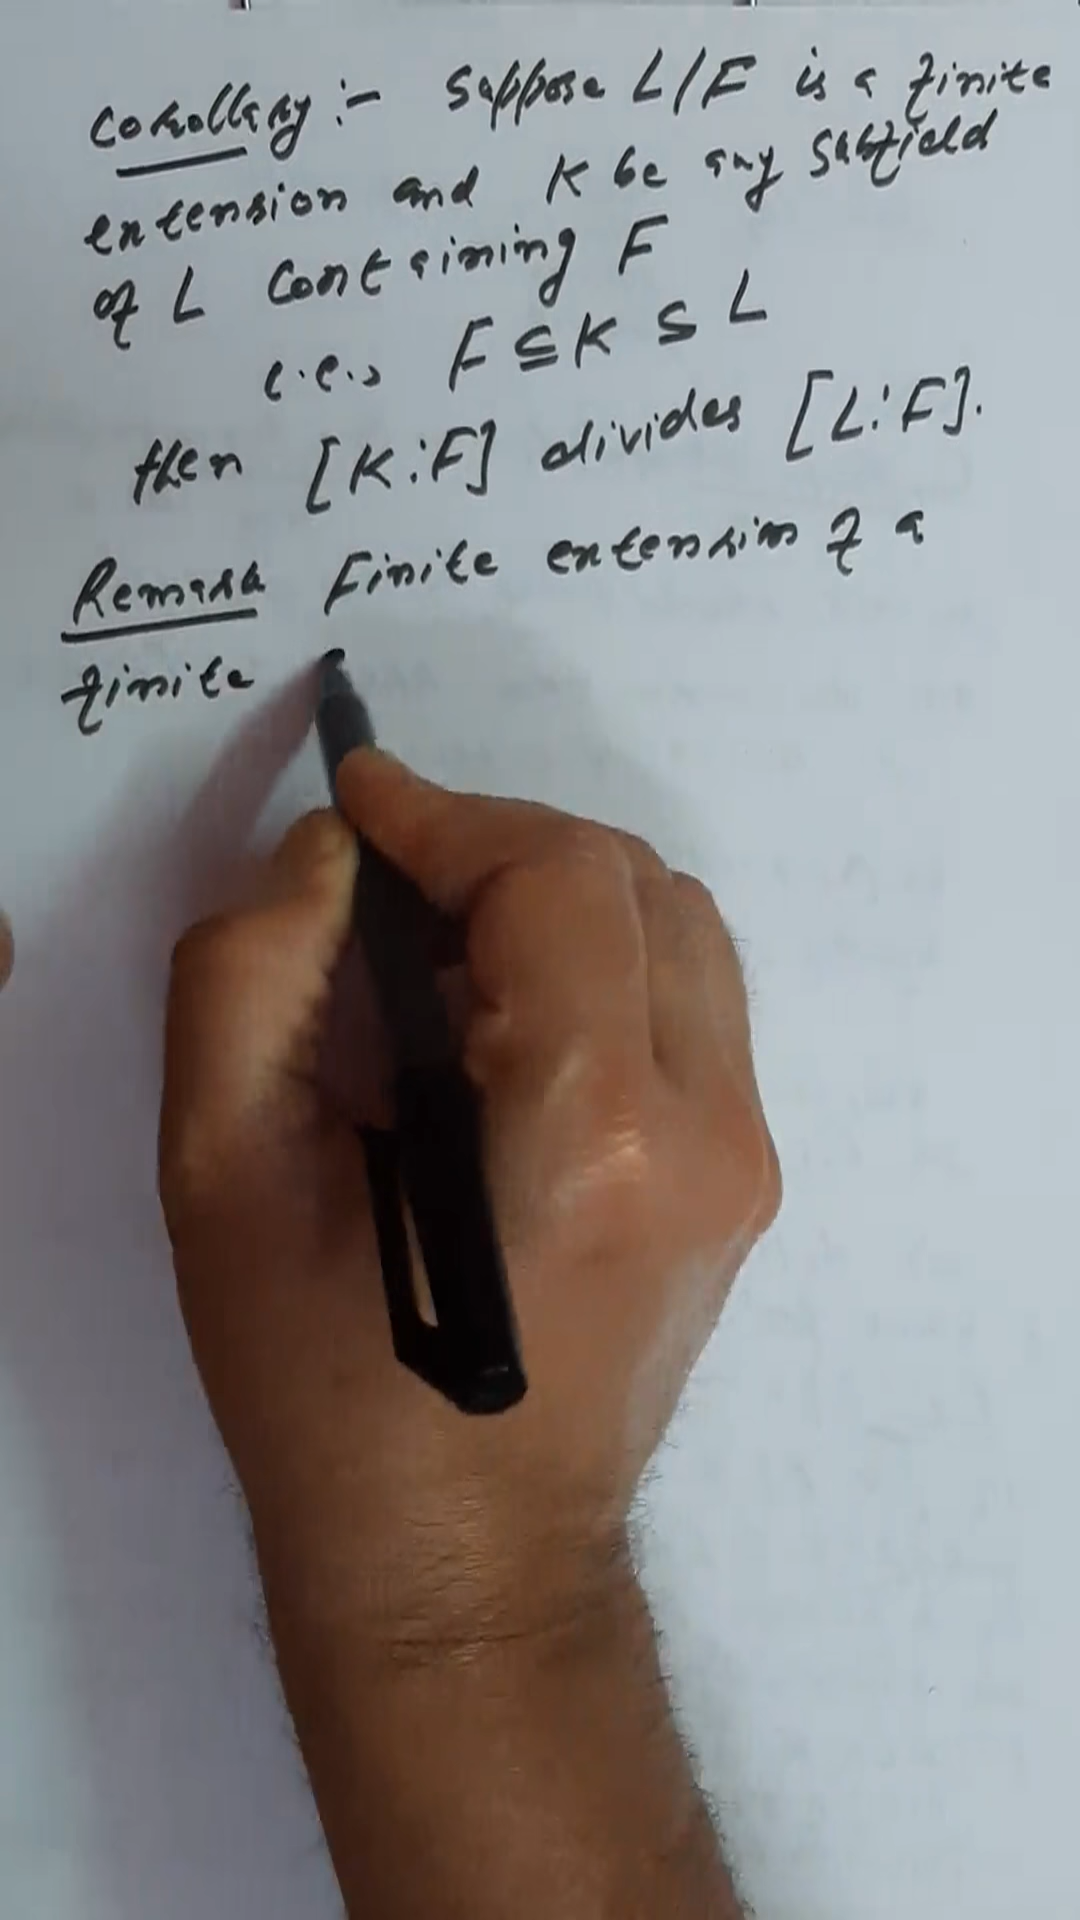 Corollary :- Suppose L/F is a finite
extension and K be any subfield
of L containing F
i.e., F ⊆ K ⊆ L
then [K:F] divides [L:F].
Remark Finite extension of a
finite